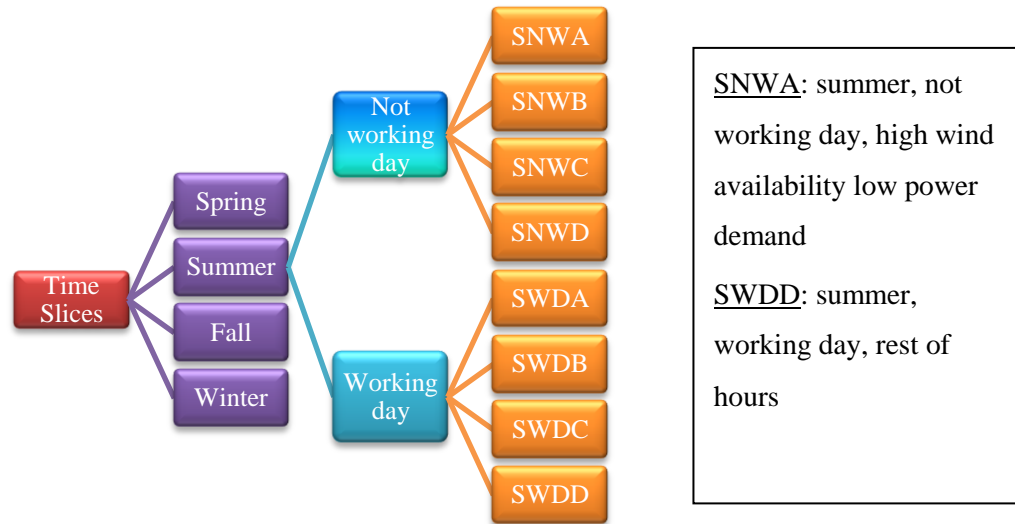 Time
Slices
Spring
Summer
Fall
Winter
Not
working
day
Working
day
SNWA
SNWB
SNWC
SNWD
SWDA
SWDB
SWDC
SWDD
SNWA: summer, not
working day, high wind
availability low power
demand
SWDD: summer,
working day, rest of
hours